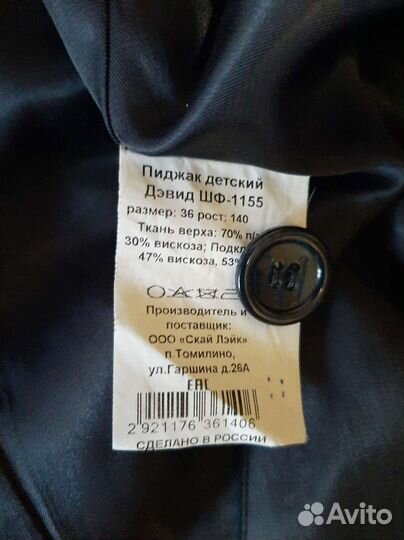 Пиджак детский
Дэвид ШФ-1155
размер: 36 рост: 140
Ткань верха: 70% п/
30% вискоза; Подкл
47% вискоза, 53%
Производитель и
поставщик:
ООО «Скай Лэйк»
п.Томилино,
ул.Гаршина д.26А
ЕАС
2 921176 361406
СДЕЛАНО В РОССИИ
Avito